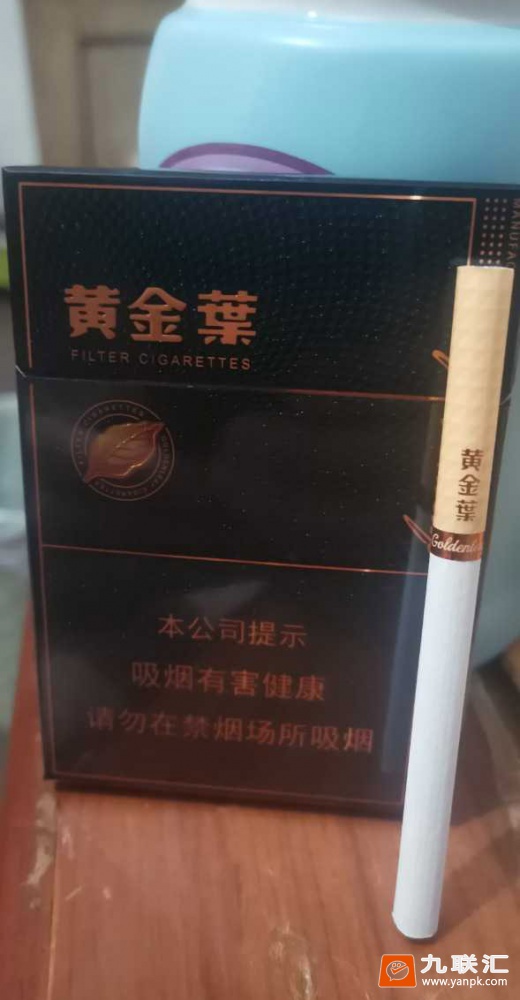 黄金葉
FILTER CIGARETTES
本公司提示
吸烟有害健康
请勿在禁烟场所吸烟
黄金葉
九联汇
www.yanpk.com